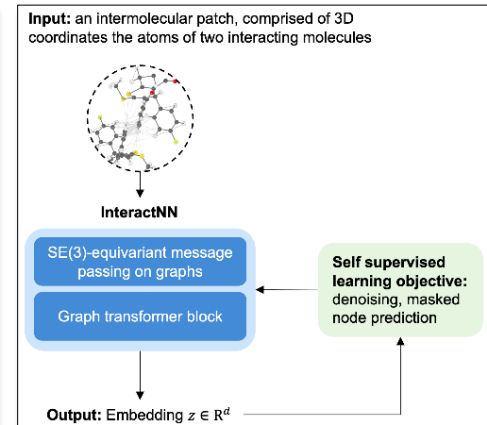 Input: an intermolecular patch, comprised of 3D
coordinates the atoms of two interacting molecules
InteractNN
SE(3)-equivariant message
passing on graphs
Graph transformer block
Self supervised
learning objective:
denoising, masked
node prediction
Output: Embedding z ∈ R^d